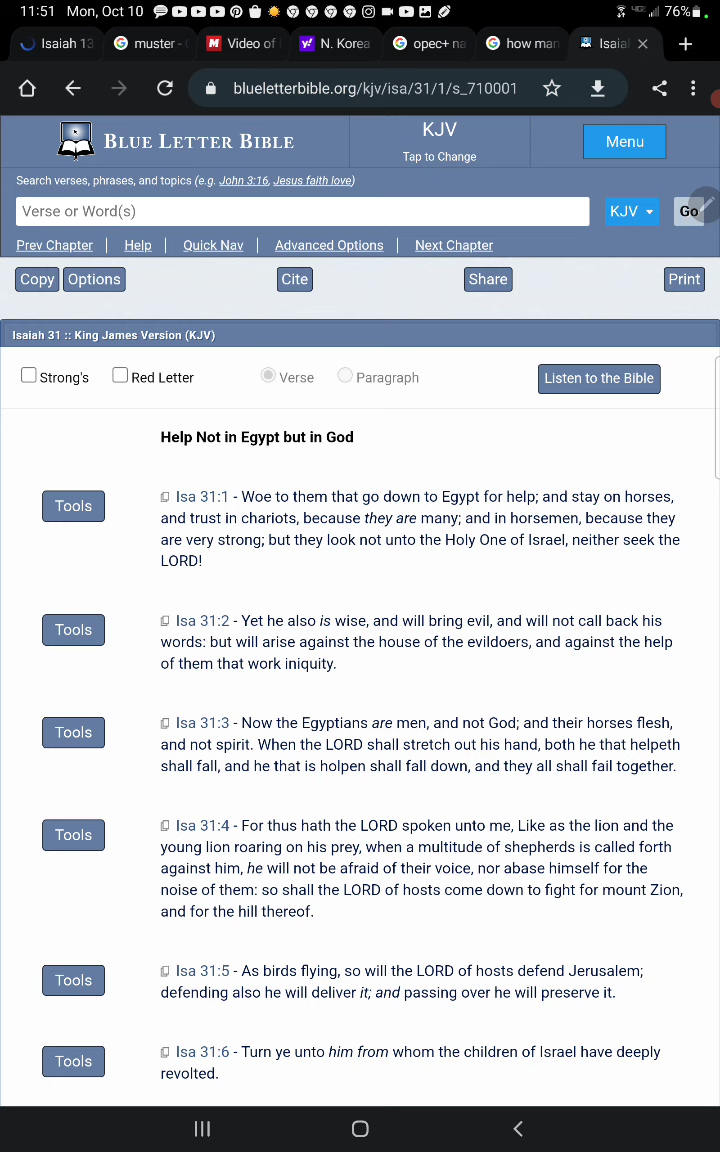 11:51 Mon, Oct 10 76%
Isaiah 13 muster - Video of N. Korea opec+ na how man Isaia
blueletterbible.org/kjv/isa/31/1/s_710001
BLUE LETTER BIBLE
KJV
Tap to Change
Menu
Search verses, phrases, and topics (e.g. John 3:16, Jesus faith love)
Verse or Word(s) KJV Go
Prev Chapter | Help | Quick Nav | Advanced Options | Next Chapter
Copy Options Cite Share Print
Isaiah 31 :: King James Version (KJV)
Strong's Red Letter Verse Paragraph Listen to the Bible
Help Not in Egypt but in God
Tools
Isa 31:1 - Woe to them that go down to Egypt for help; and stay on horses,
and trust in chariots, because they are many; and in horsemen, because they
are very strong; but they look not unto the Holy One of Israel, neither seek the
LORD!
Tools
Isa 31:2 - Yet he also is wise, and will bring evil, and will not call back his
words: but will arise against the house of the evildoers, and against the help
of them that work iniquity.
Tools
Isa 31:3 - Now the Egyptians are men, and not God; and their horses flesh,
and not spirit. When the LORD shall stretch out his hand, both he that helpeth
shall fall, and he that is holpen shall fall down, and they all shall fail together.
Tools
Isa 31:4 - For thus hath the LORD spoken unto me, Like as the lion and the
young lion roaring on his prey, when a multitude of shepherds is called forth
against him, he will not be afraid of their voice, nor abase himself for the
noise of them: so shall the LORD of hosts come down to fight for mount Zion,
and for the hill thereof.
Tools
Isa 31:5 - As birds flying, so will the LORD of hosts defend Jerusalem;
defending also he will deliver it; and passing over he will preserve it.
Tools
Isa 31:6 - Turn ye unto him from whom the children of Israel have deeply
revolted.